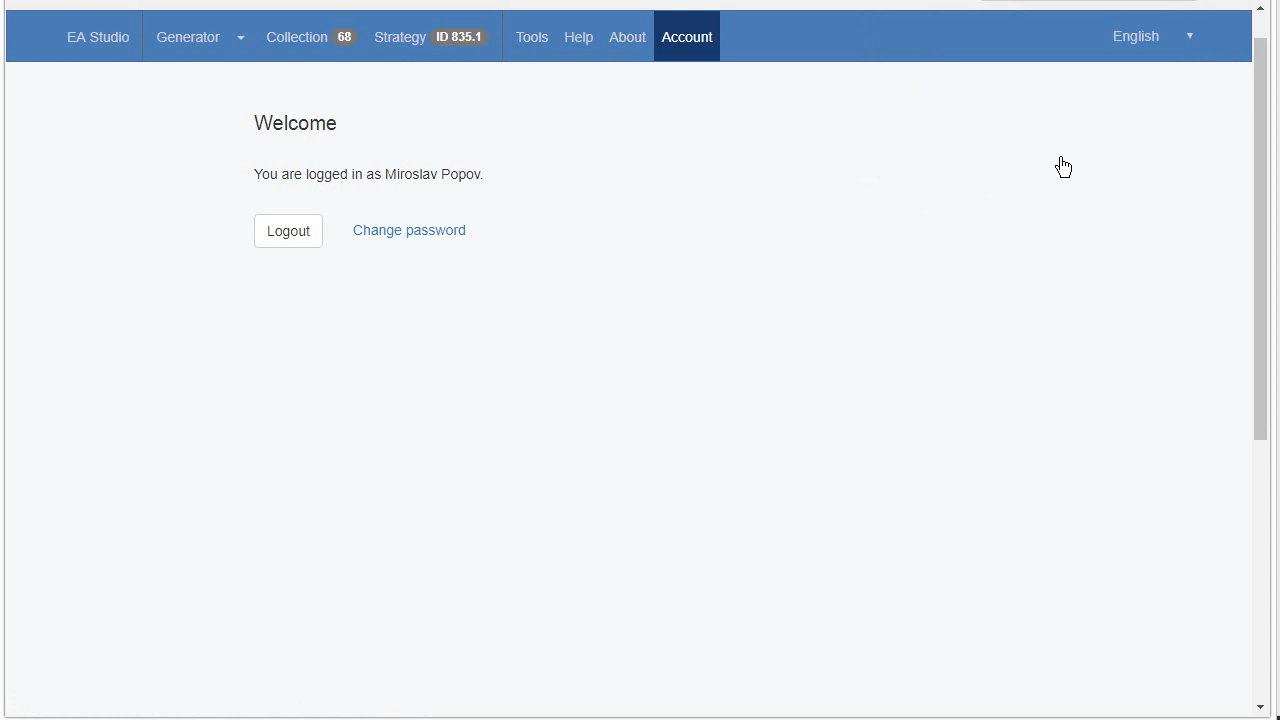 EA Studio Generator Collection 68 Strategy ID 835.1 Tools Help About Account English
Welcome
You are logged in as Miroslav Popov.
Logout Change password